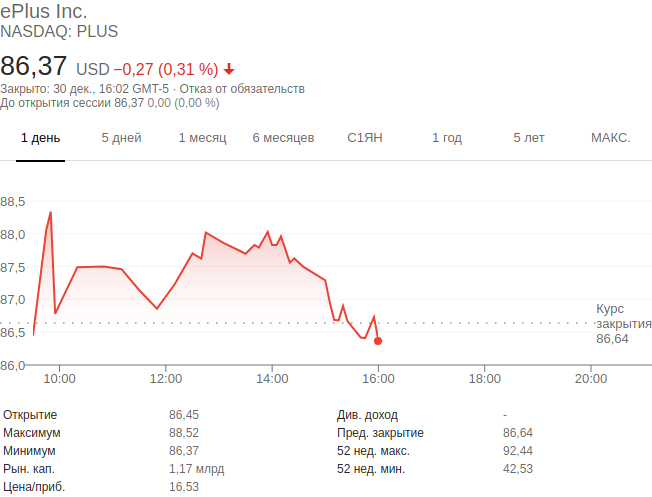 ePlus Inc.
NASDAQ: PLUS
86,37 USD −0,27 (0,31 %)
Закрыто: 30 дек., 16:02 GMT-5 · Отказ от обязательств
До открытия сессии 86,37 0,00 (0,00 %)
1 день 5 дней 1 месяц 6 месяцев С1ЯН 1 год 5 лет МАКС.
88,5
88,0
87,5
87,0
86,5
86,0
Курс
закрытия
86,64
10:00 12:00 14:00 16:00 18:00 20:00
Открытие 86,45 Див. доход -
Максимум 88,52 Пред. закрытие 86,64
Минимум 86,37 52 нед. макс. 92,44
Рын. кап. 1,17 млрд 52 нед. мин. 42,53
Цена/приб. 16,53